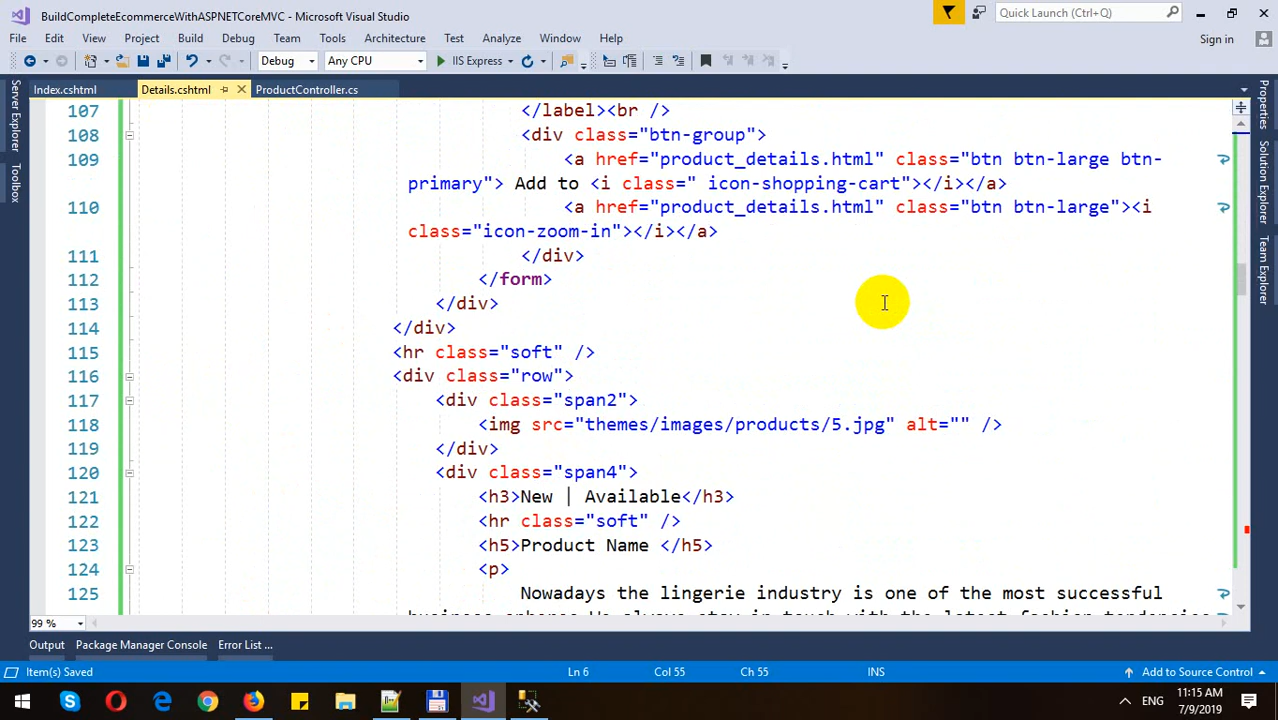 BuildCompleteEcommerceWithASPNETCoreMVC - Microsoft Visual Studio
Quick Launch (Ctrl+Q)
File Edit View Project Build Debug Team Tools Architecture Test Analyze Window Help
Sign in
Debug Any CPU IIS Express
Index.cshtml Details.cshtml ProductController.cs
Server Explorer
Toolbox
Properties
Solution Explorer
Team Explorer
107 </label><br />
108 <div class="btn-group">
109 <a href="product_details.html" class="btn btn-large btn-
primary"> Add to <i class=" icon-shopping-cart"></i></a>
110 <a href="product_details.html" class="btn btn-large"><i
class="icon-zoom-in"></i></a>
111 </div>
112 </form>
113 </div>
114 </div>
115 <hr class="soft" />
116 <div class="row">
117 <div class="span2">
118 <img src="themes/images/products/5.jpg" alt="" />
119 </div>
120 <div class="span4">
121 <h3>New | Available</h3>
122 <hr class="soft" />
123 <h5>Product Name </h5>
124 <p>
125 Nowadays the lingerie industry is one of the most successful
99 %
Output Package Manager Console Error List ...
Item(s) Saved Ln 6 Col 55 Ch 55 INS Add to Source Control
ENG
11:15 AM
7/9/2019